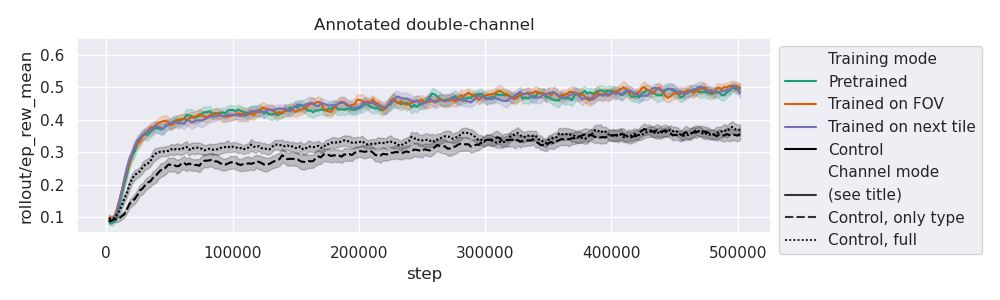 Annotated double-channel
rollout/ep_rew_mean
0.6
0.5
0.4
0.3
0.2
0.1
0 100000 200000 300000 400000 500000
step
Training mode
Pretrained
Trained on FOV
Trained on next tile
Control
Channel mode
(see title)
Control, only type
Control, full